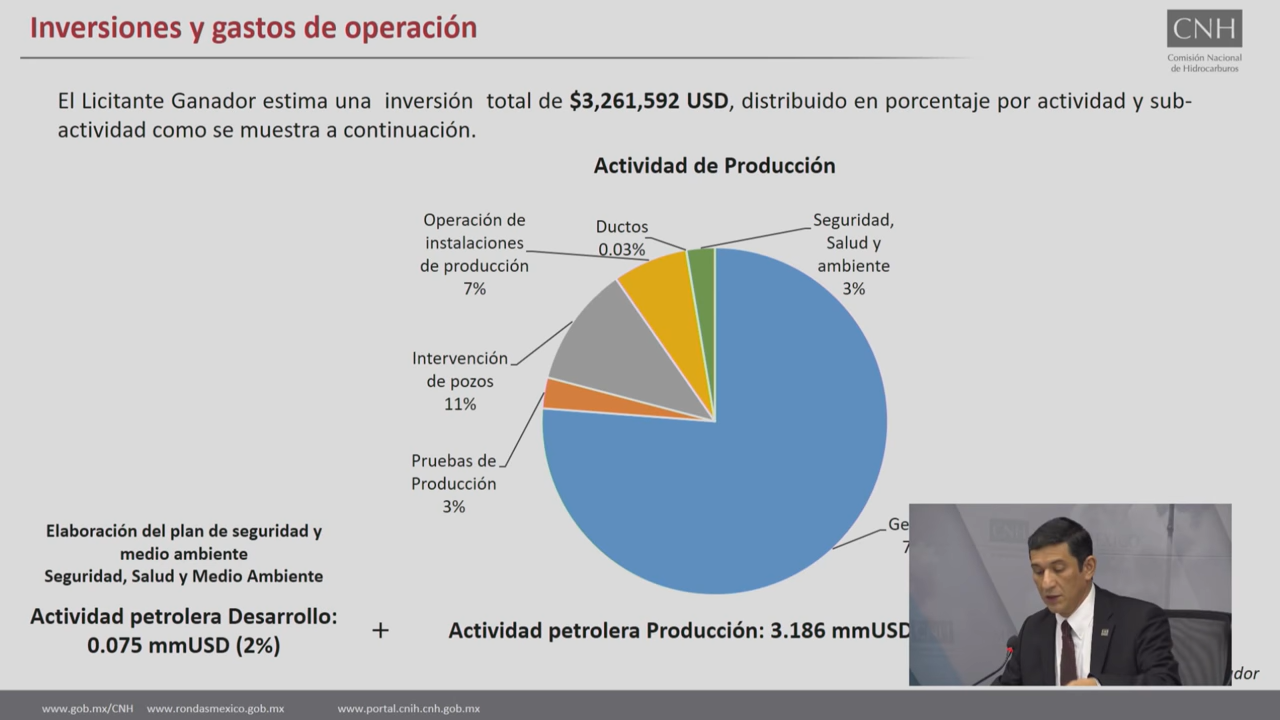 Inversiones y gastos de operación
CNH
Comisión Nacional
de Hidrocarburos
El Licitante Ganador estima una inversión total de $3,261,592 USD, distribuido en porcentaje por actividad y sub-
actividad como se muestra a continuación.
Actividad de Producción
Operación de
instalaciones
de producción
7%
Ductos
0.03%
Seguridad,
Salud y
ambiente
3%
Intervención
de pozos
11%
Pruebas de
Producción
3%
Elaboración del plan de seguridad y
medio ambiente
Seguridad, Salud y Medio Ambiente
Actividad petrolera Desarrollo:
0.075 mmUSD (2%)
+
Actividad petrolera Producción: 3.186 mmUSD
www.gob.mx/CNH www.rondasmexico.gob.mx www.portal.cnih.cnh.gob.mx